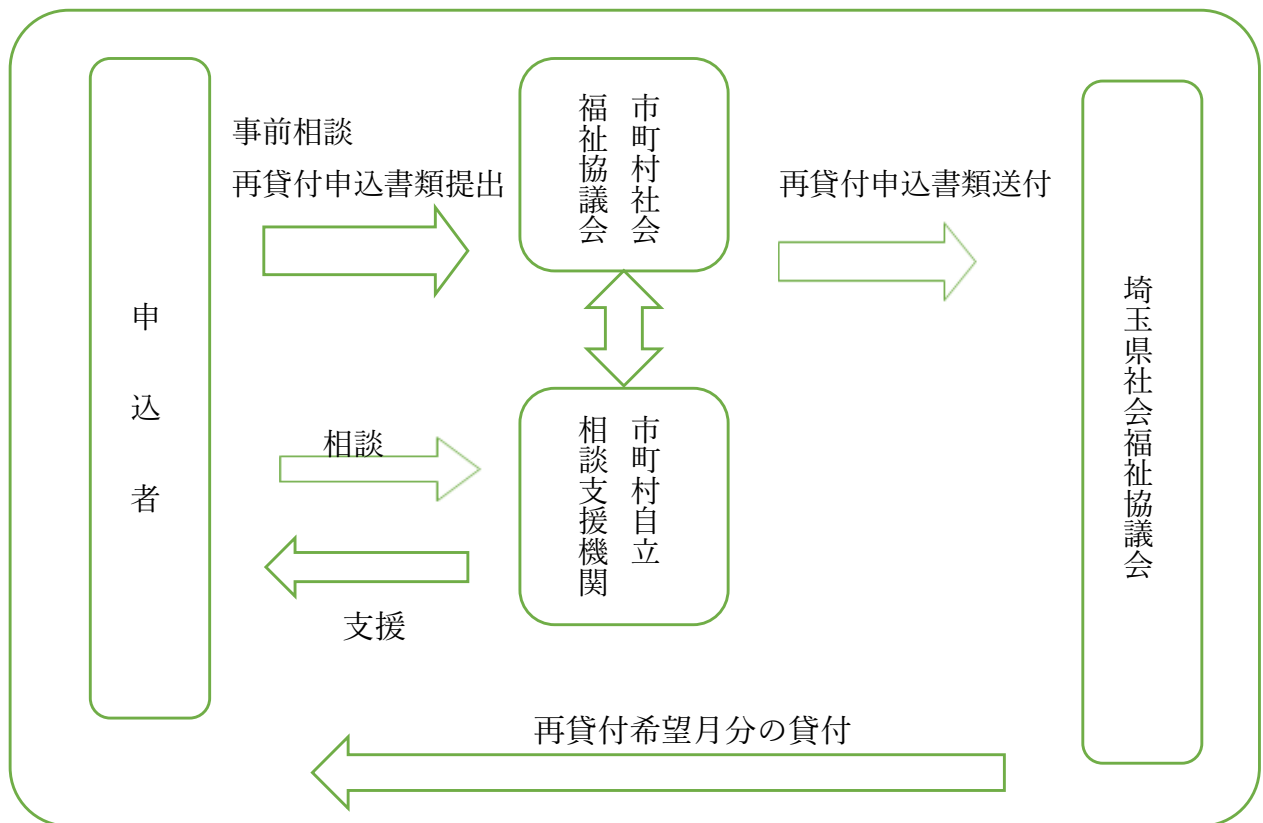 事前相談
再貸付申込書類提出
市町村社会
福祉協議会
再貸付申込書類送付
申込者
埼玉県社会福祉協議会
相談
市町村自立
相談支援機関
支援
再貸付希望月分の貸付